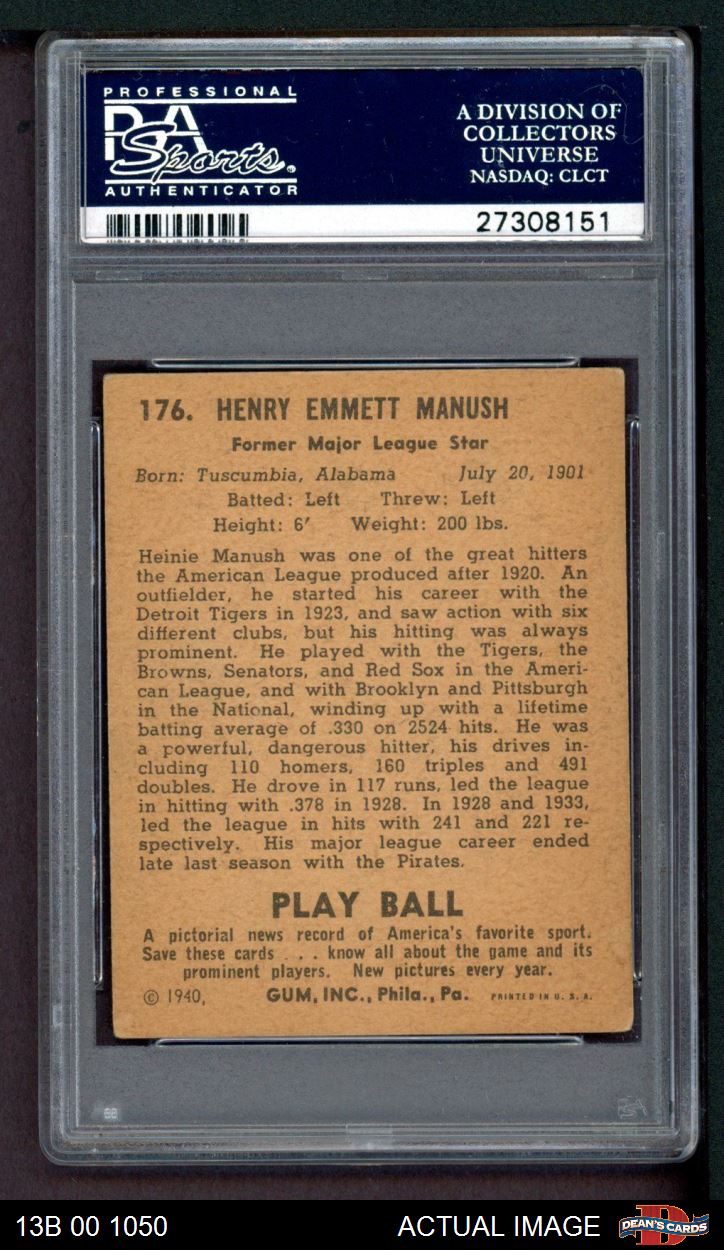 PROFESSIONAL
PSA
Sports®
AUTHENTICATOR
A DIVISION OF
COLLECTORS
UNIVERSE
NASDAQ: CLCT
27308151
176. HENRY EMMETT MANUSH
Former Major League Star
Born: Tuscumbia, Alabama July 20, 1901
Batted: Left Threw: Left
Height: 6' Weight: 200 lbs.
Heinie Manush was one of the great hitters
the American League produced after 1920. An
outfielder, he started his career with the
Detroit Tigers in 1923, and saw action with six
different clubs, but his hitting was always
prominent. He played with the Tigers, the
Browns, Senators, and Red Sox in the Ameri-
can League, and with Brooklyn and Pittsburgh
in the National, winding up with a lifetime
batting average of .330 on 2524 hits. He was
a powerful, dangerous hitter, his drives in-
cluding 110 homers, 160 triples and 491
doubles. He drove in 117 runs, led the league
in hitting with .378 in 1928. In 1928 and 1933,
led the league in hits with 241 and 221 re-
spectively. His major league career ended
late last season with the Pirates.
PLAY BALL
A pictorial news record of America's favorite sport.
Save these cards . . . know all about the game and its
prominent players. New pictures every year.
© 1940, GUM, INC., Phila., Pa. PRINTED IN U. S. A.
PSA
13B 00 1050 ACTUAL IMAGE DEAN'S CARDS